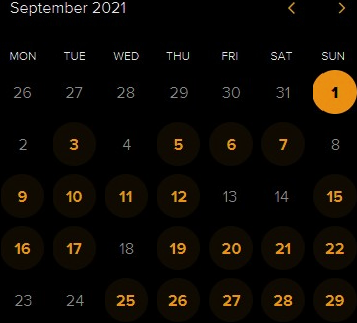 September 2021
MON TUE WED THU FRI SAT SUN
26 27 28 29 30 31 1
2 3 4 5 6 7 8
9 10 11 12 13 14 15
16 17 18 19 20 21 22
23 24 25 26 27 28 29